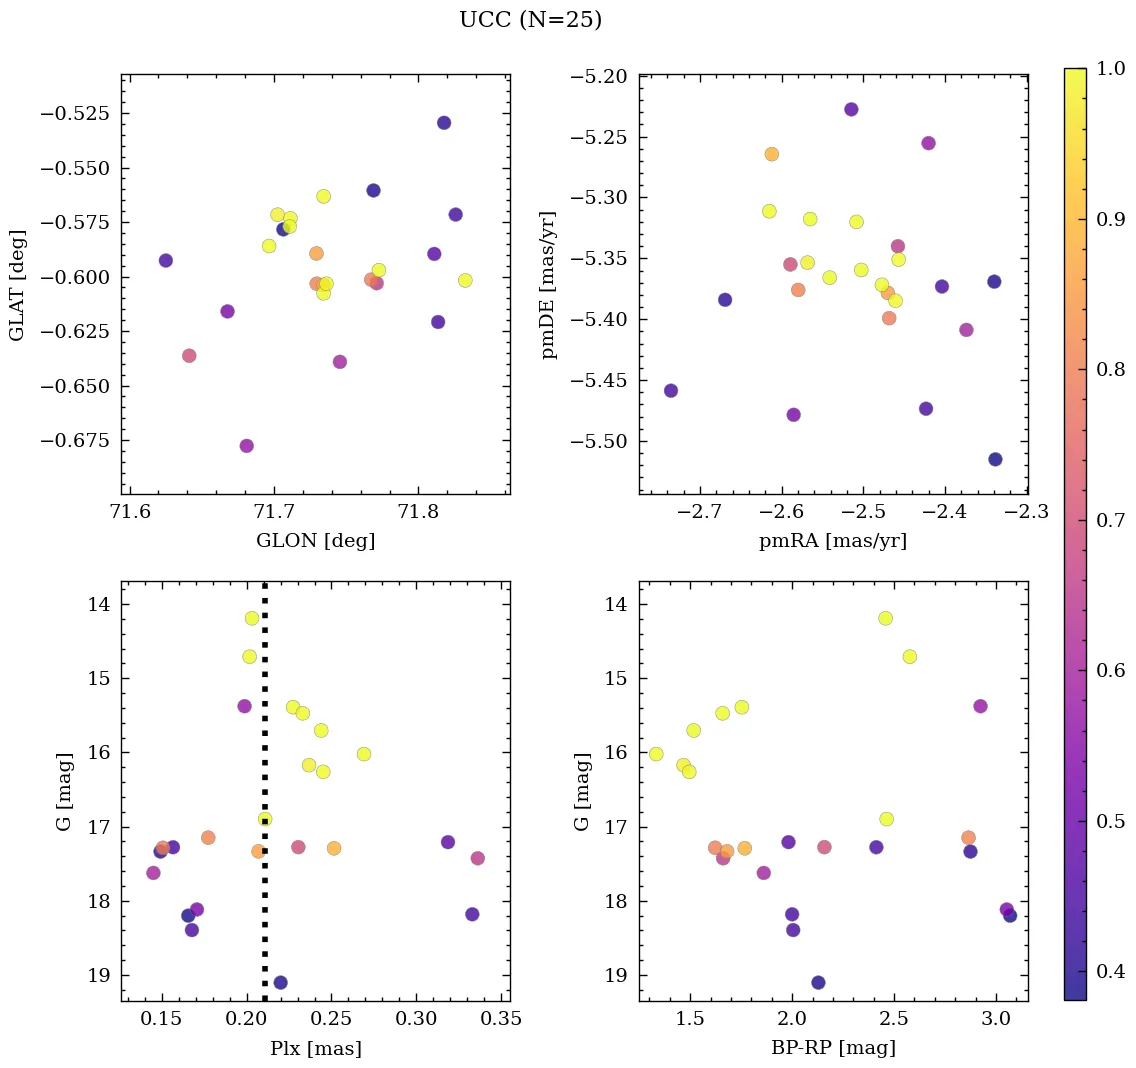 UCC (N=25)
−0.525
−0.550
−0.575
−0.600
−0.625
−0.650
−0.675
GLAT [deg]
71.6 71.7 71.8
GLON [deg]
−5.20
−5.25
−5.30
−5.35
−5.40
−5.45
−5.50
pmDE [mas/yr]
−2.7 −2.6 −2.5 −2.4 −2.3
pmRA [mas/yr]
14
15
16
17
18
19
G [mag]
0.15 0.20 0.25 0.30 0.35
Plx [mas]
14
15
16
17
18
19
G [mag]
1.5 2.0 2.5 3.0
BP-RP [mag]
1.0
0.9
0.8
0.7
0.6
0.5
0.4